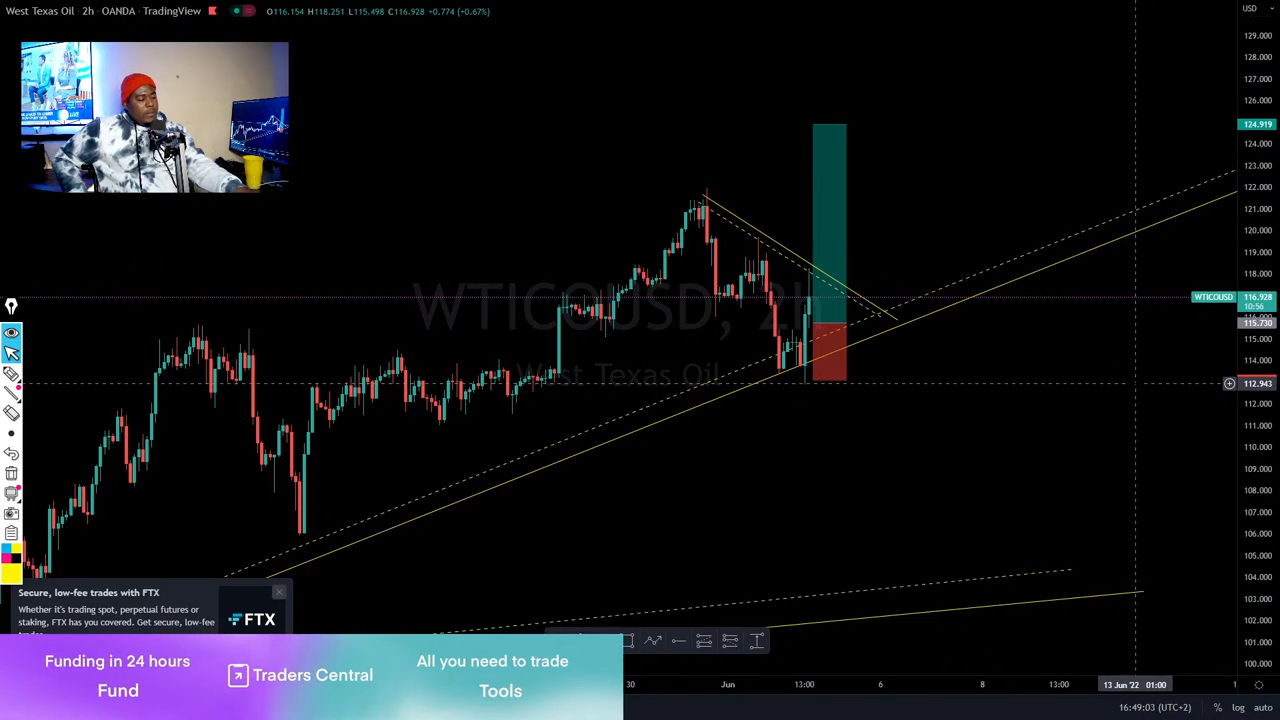 West Texas Oil · 2h · OANDA · TradingView
O116.154 H118.251 L115.498 C116.928 +0.774 (+0.67%)
USD
129.000
128.000
127.000
126.000
124.919
124.000
123.000
122.000
121.000
120.000
119.000
118.000
WTICOUSD 116.928
10:56
115.730
114.000
112.943
112.000
111.000
110.000
109.000
108.000
107.000
106.000
105.000
104.000
103.000
102.000
101.000
100.000
WTICOUSD, 2h
West Texas Oil
LIVE
Secure, low-fee trades with FTX
Whether it's trading spot, perpetual futures or
staking, FTX has you covered. Get secure, low-fee
FTX
Funding in 24 hours
Fund
Traders Central
All you need to trade
Tools
30
Jun
13:00
6
8
13:00
13 Jun '22 01:00
1
16:49:03 (UTC+2)
%
log
auto